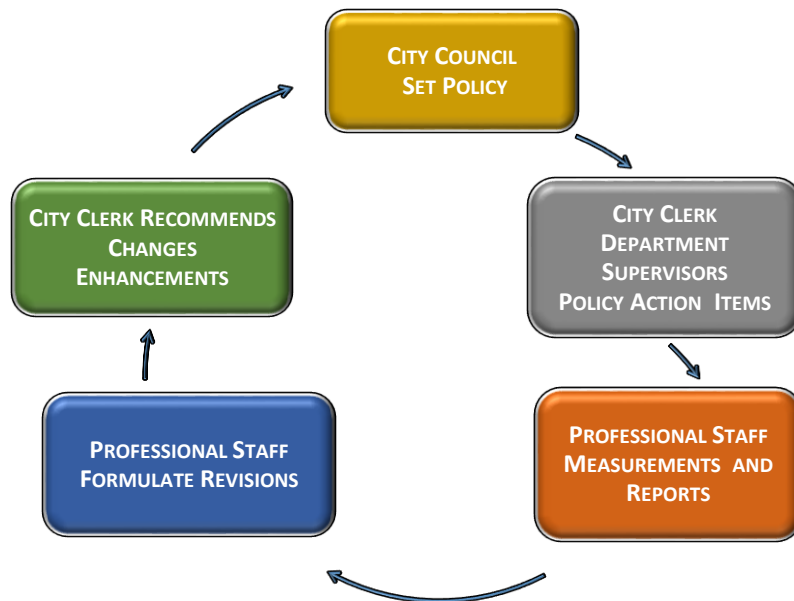 CITY COUNCIL
SET POLICY
CITY CLERK
DEPARTMENT
SUPERVISORS
POLICY ACTION ITEMS
PROFESSIONAL STAFF
MEASUREMENTS AND
REPORTS
PROFESSIONAL STAFF
FORMULATE REVISIONS
CITY CLERK RECOMMENDS
CHANGES
ENHANCEMENTS